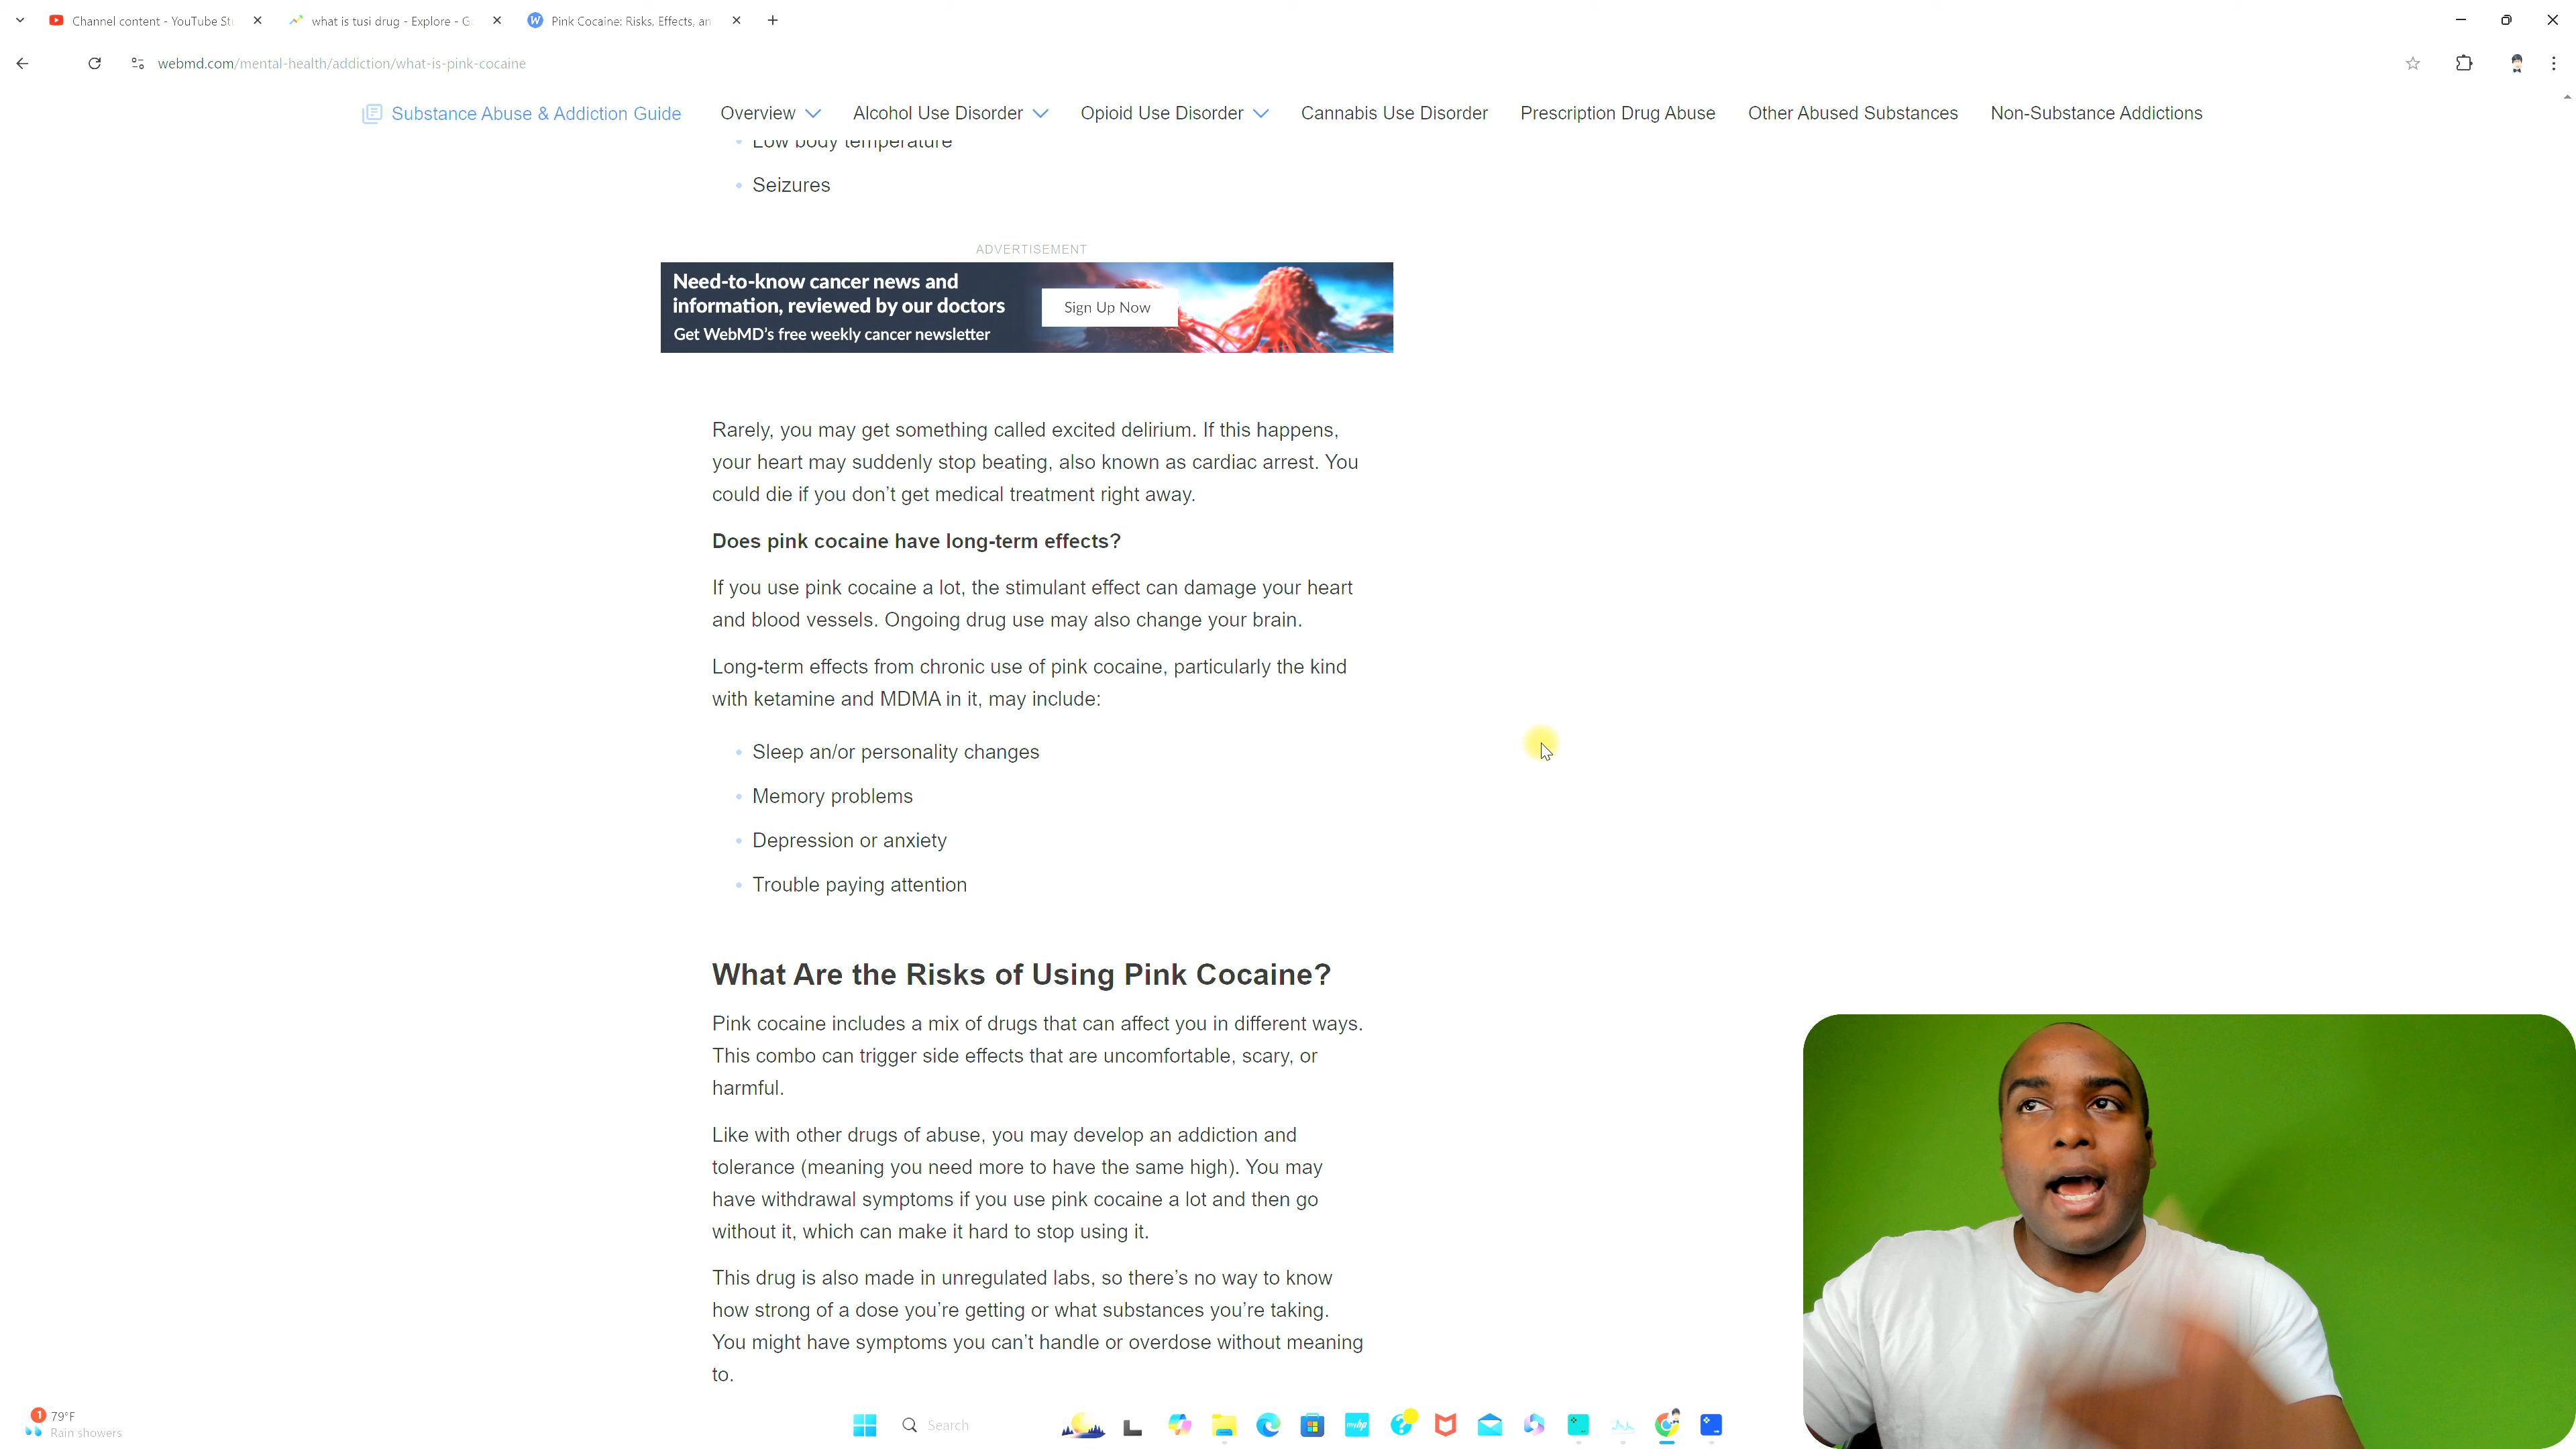 Channel content - YouTube St
what is tusi drug - Explore - G
Pink Cocaine: Risks, Effects, an
webmd.com/mental-health/addiction/what-is-pink-cocaine
Substance Abuse & Addiction Guide
Overview
Alcohol Use Disorder
Opioid Use Disorder
Cannabis Use Disorder
Prescription Drug Abuse
Other Abused Substances
Non-Substance Addictions
Low body temperature
Seizures
ADVERTISEMENT
Need-to-know cancer news and
information, reviewed by our doctors
Get WebMD's free weekly cancer newsletter
Sign Up Now
Rarely, you may get something called excited delirium. If this happens,
your heart may suddenly stop beating, also known as cardiac arrest. You
could die if you don't get medical treatment right away.
Does pink cocaine have long-term effects?
If you use pink cocaine a lot, the stimulant effect can damage your heart
and blood vessels. Ongoing drug use may also change your brain.
Long-term effects from chronic use of pink cocaine, particularly the kind
with ketamine and MDMA in it, may include:
Sleep an/or personality changes
Memory problems
Depression or anxiety
Trouble paying attention
What Are the Risks of Using Pink Cocaine?
Pink cocaine includes a mix of drugs that can affect you in different ways.
This combo can trigger side effects that are uncomfortable, scary, or
harmful.
Like with other drugs of abuse, you may develop an addiction and
tolerance (meaning you need more to have the same high). You may
have withdrawal symptoms if you use pink cocaine a lot and then go
without it, which can make it hard to stop using it.
This drug is also made in unregulated labs, so there's no way to know
how strong of a dose you're getting or what substances you're taking.
You might have symptoms you can't handle or overdose without meaning
to.
1
79°F
Rain showers
Search
myhp